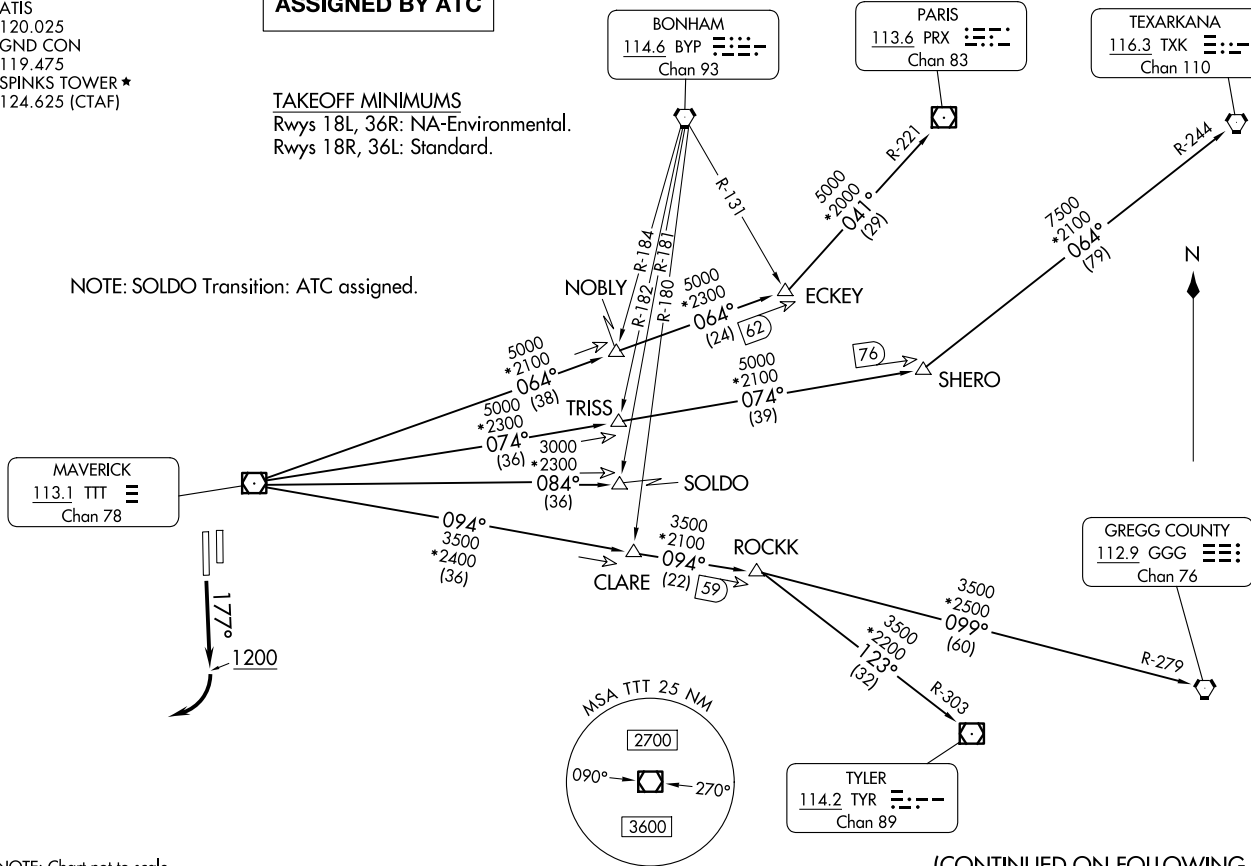 ATIS
120.025
GND CON
119.475
SPINKS TOWER ★
124.625 (CTAF)
ASSIGNED BY ATC
TAKEOFF MINIMUMS
Rwys 18L, 36R: NA-Environmental.
Rwys 18R, 36L: Standard.
BONHAM
114.6 BYP
Chan 93
PARIS
113.6 PRX
Chan 83
TEXARKANA
116.3 TXK
Chan 110
R-221
R-244
R-131
R-184
R-181
R-182
R-180
5000
*2000
041°
(29)
7500
*2100
064°
(79)
N
NOTE: SOLDO Transition: ATC assigned.
NOBLY
5000
*2300
064°
(24)
62
ECKEY
5000
*2100
064°
(38)
76
SHERO
5000
*2100
074°
(39)
TRISS
5000
*2300
074°
(36)
3000
*2300
084°
(36)
SOLDO
MAVERICK
113.1 TTT
Chan 78
094°
3500
*2400
(36)
CLARE
3500
*2100
094°
(22)
59
ROCKK
GREGG COUNTY
112.9 GGG
Chan 76
3500
*2500
099°
(60)
R-279
3500
*2200
123°
(32)
R-303
177°
1200
MSA TTT 25 NM
2700
090°
270°
3600
TYLER
114.2 TYR
Chan 89
NOTE: Chart not to scale
(CONTINUED ON FOLLOWING